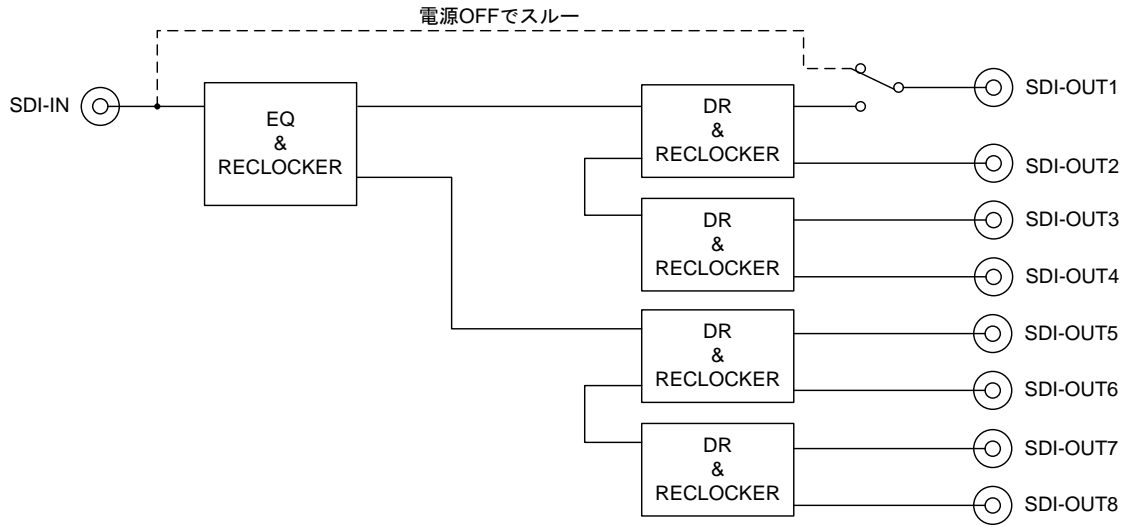 電源OFFでスルー
SDI-IN
EQ
&
RECLOCKER
DR
&
RECLOCKER
SDI-OUT1
SDI-OUT2
DR
&
RECLOCKER
SDI-OUT3
SDI-OUT4
DR
&
RECLOCKER
SDI-OUT5
SDI-OUT6
DR
&
RECLOCKER
SDI-OUT7
SDI-OUT8